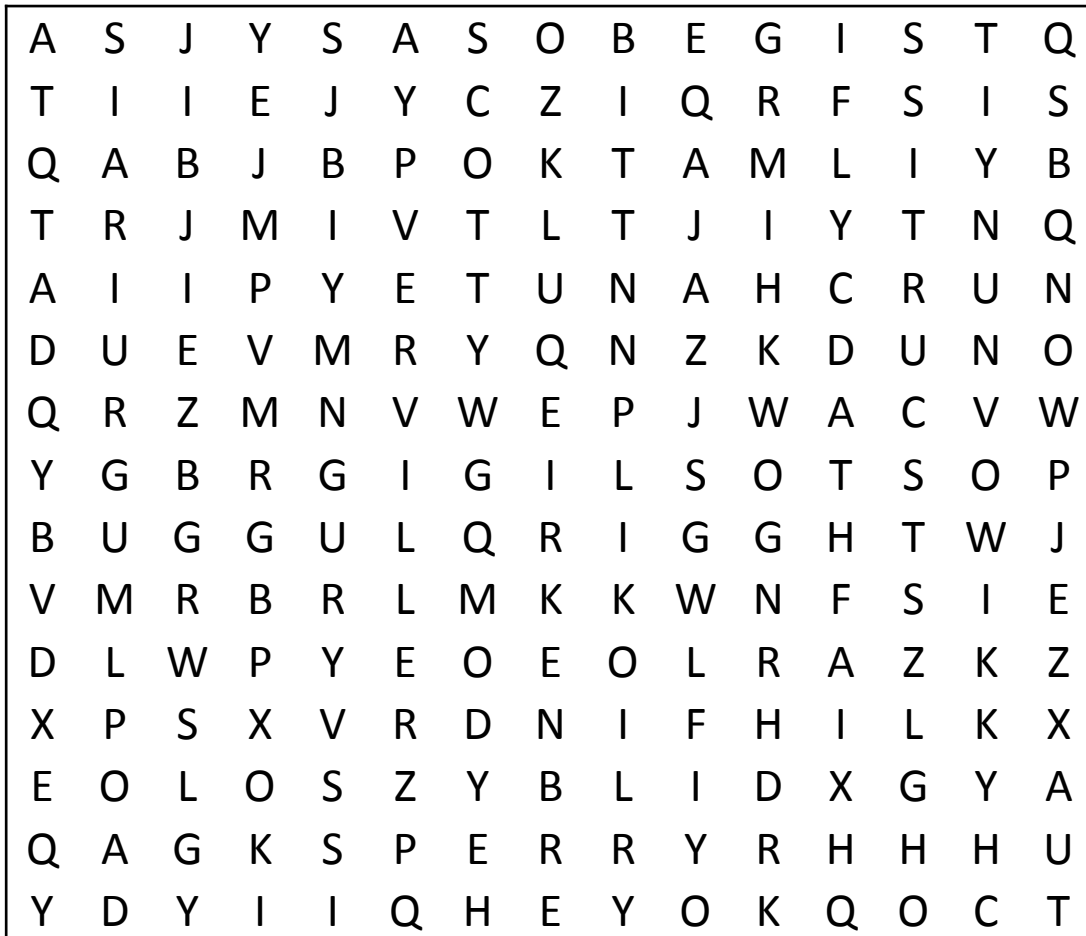 A S J Y S A S O B E G I S T Q
T I I E J Y C Z I Q R F S I S
Q A B J B P O K T A M L I Y B
T R J M I V T L T J I Y T N Q
A I I P Y E T U N A H C R U N
D U E V M R Y Q N Z K D U N O
Q R Z M N V W E P J W A C V W
Y G B R G I G I L S O T S O P
B U G G U L Q R I G G H T W J
V M R B R L M K K W N F S I E
D L W P Y E O E O L R A Z K Z
X P S X V R D N I F H I L K X
E O L O S Z Y B L I D X G Y A
Q A G K S P E R R Y R H H H U
Y D Y I I Q H E Y O K Q O C T